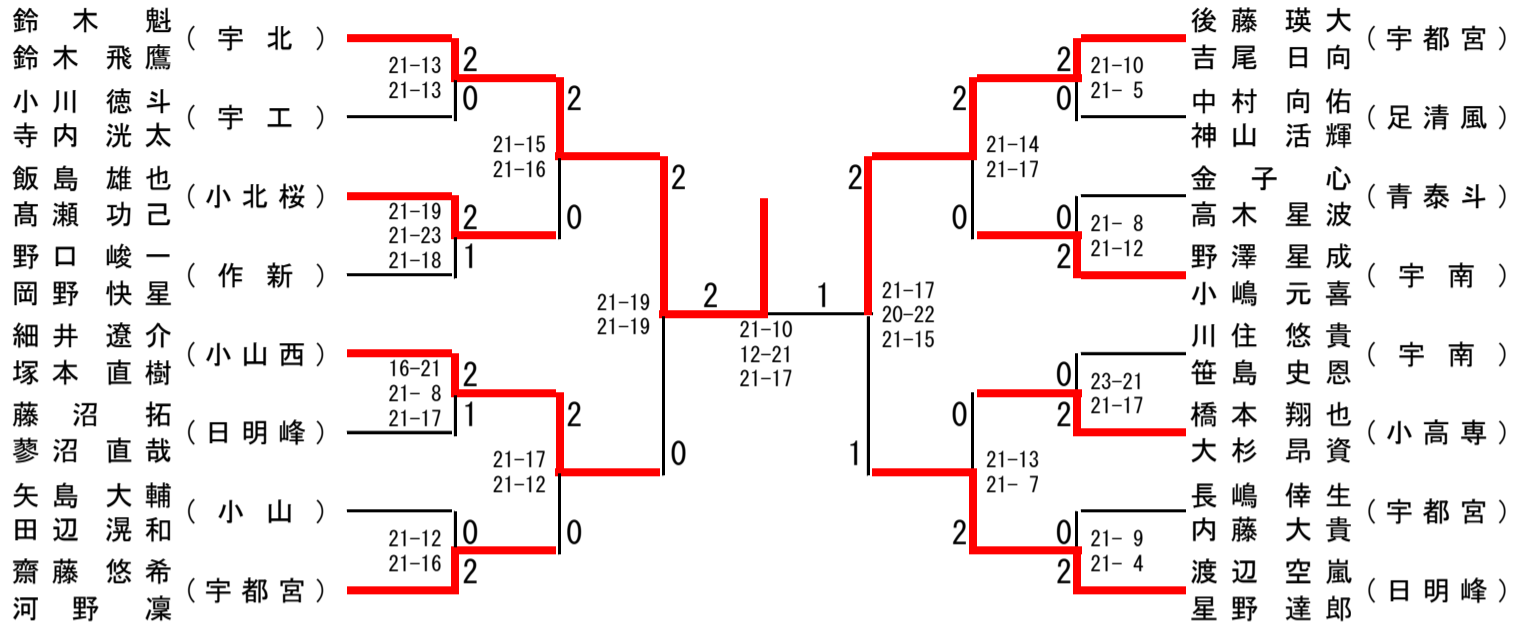 鈴木魁
鈴木飛鷹
(宇北)
小川徳斗
寺内洸太
(宇工)
飯島雄也
髙瀬功己
(小北桜)
野口峻一
岡野快星
(作新)
細井遼介
塚本直樹
(小山西)
藤沼拓
蓼沼直哉
(日明峰)
矢島大輔
田辺滉和
(小山)
齋藤悠希
河野凜
(宇都宮)
21-13
21-13
2
0
21-19
21-23
21-18
2
1
16-21
21- 8
21-17
2
1
21-12
21-16
0
2
21-15
21-16
2
0
21-17
21-12
2
0
21-19
21-19
2
0
2
1
21-10
12-21
21-17
21-17
20-22
21-15
2
1
21-14
21-17
2
0
21-13
21- 7
0
2
21-10
21- 5
2
0
21- 8
21-12
0
2
23-21
21-17
0
2
21- 9
21- 4
0
2
後藤瑛大
吉尾日向
(宇都宮)
中村向佑
神山活輝
(足清風)
金子心
高木星波
(青泰斗)
野澤星成
小嶋元喜
(宇南)
川住悠貴
笹島史恩
(宇南)
橋本翔也
大杉昂資
(小高専)
長嶋倖生
内藤大貴
(宇都宮)
渡辺空嵐
星野達郎
(日明峰)